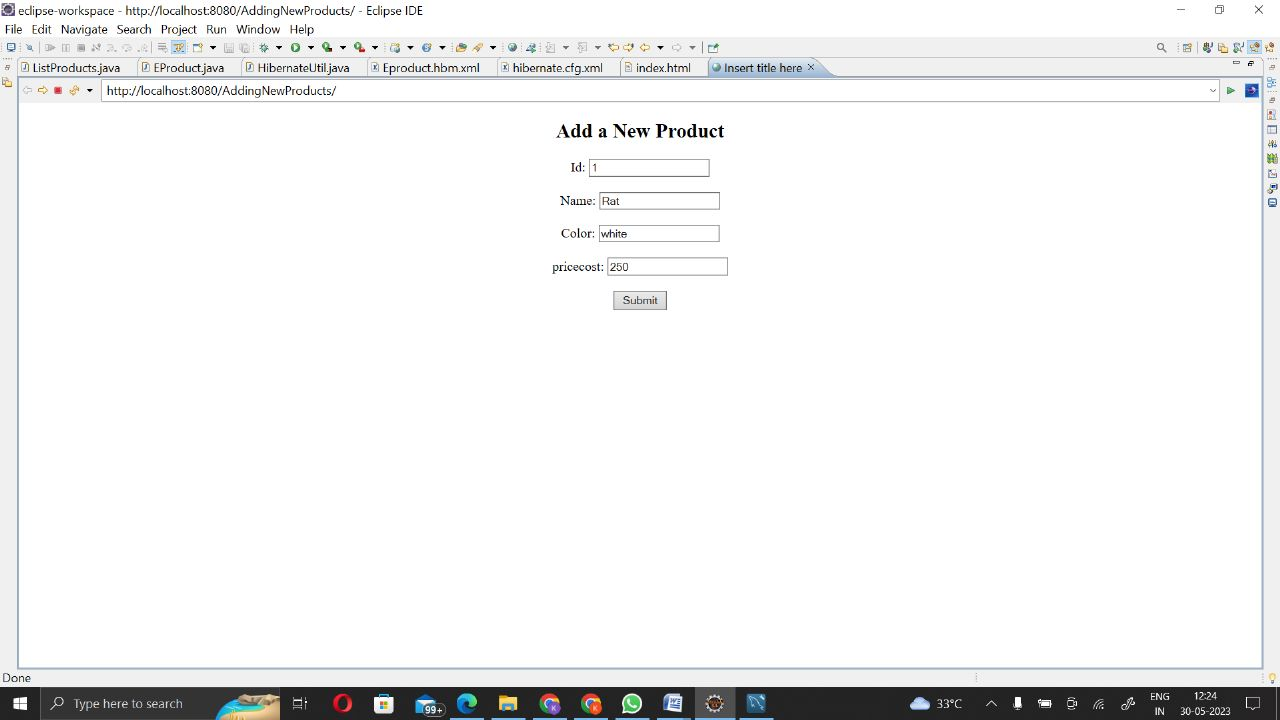 eclipse-workspace - http://localhost:8080/AddingNewProducts/ - Eclipse IDE
File Edit Navigate Search Project Run Window Help
ListProducts.java EProduct.java HibernateUtil.java Eproduct.hbm.xml hibernate.cfg.xml index.html Insert title here
http://localhost:8080/AddingNewProducts/
Add a New Product
Id: 1
Name: Rat
Color: white
pricecost: 250
Submit
Done
Type here to search 99+ 33°C ENG 12:24
IN 30-05-2023